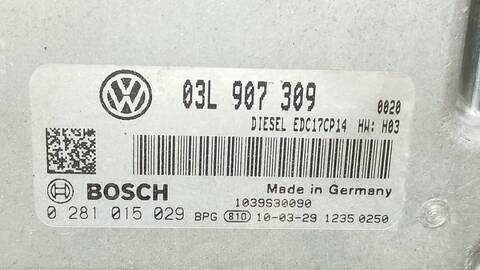 03L 907 309 0020
DIESEL EDC17CP14 HW: H03
BOSCH
Made in Germany
1039S30090
0 281 015 029 BPG 810 10-03-29 1235 0250